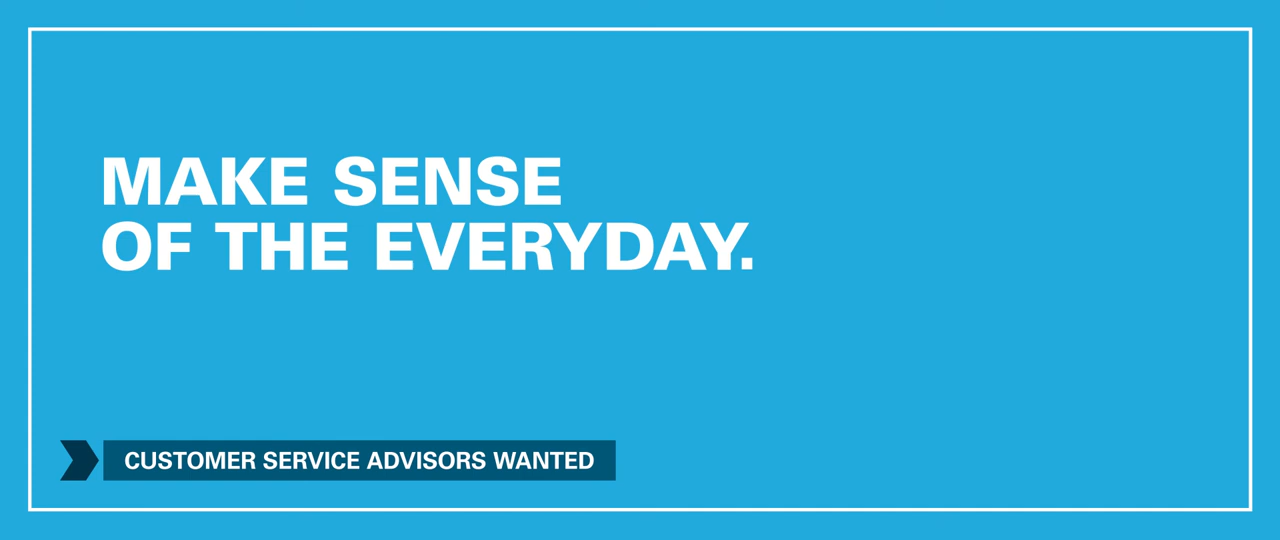 MAKE SENSE
OF THE EVERYDAY.
CUSTOMER SERVICE ADVISORS WANTED